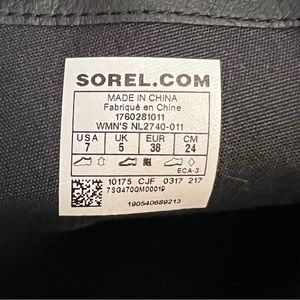 SOREL.COM
MADE IN CHINA
Fabriqué en Chine
1760281011
WMN'S NL2740-011
USA UK EUR CM
7 5 38 24
ECA-3
10175 CJF 0317 217
7SG470QM00019
190540689213